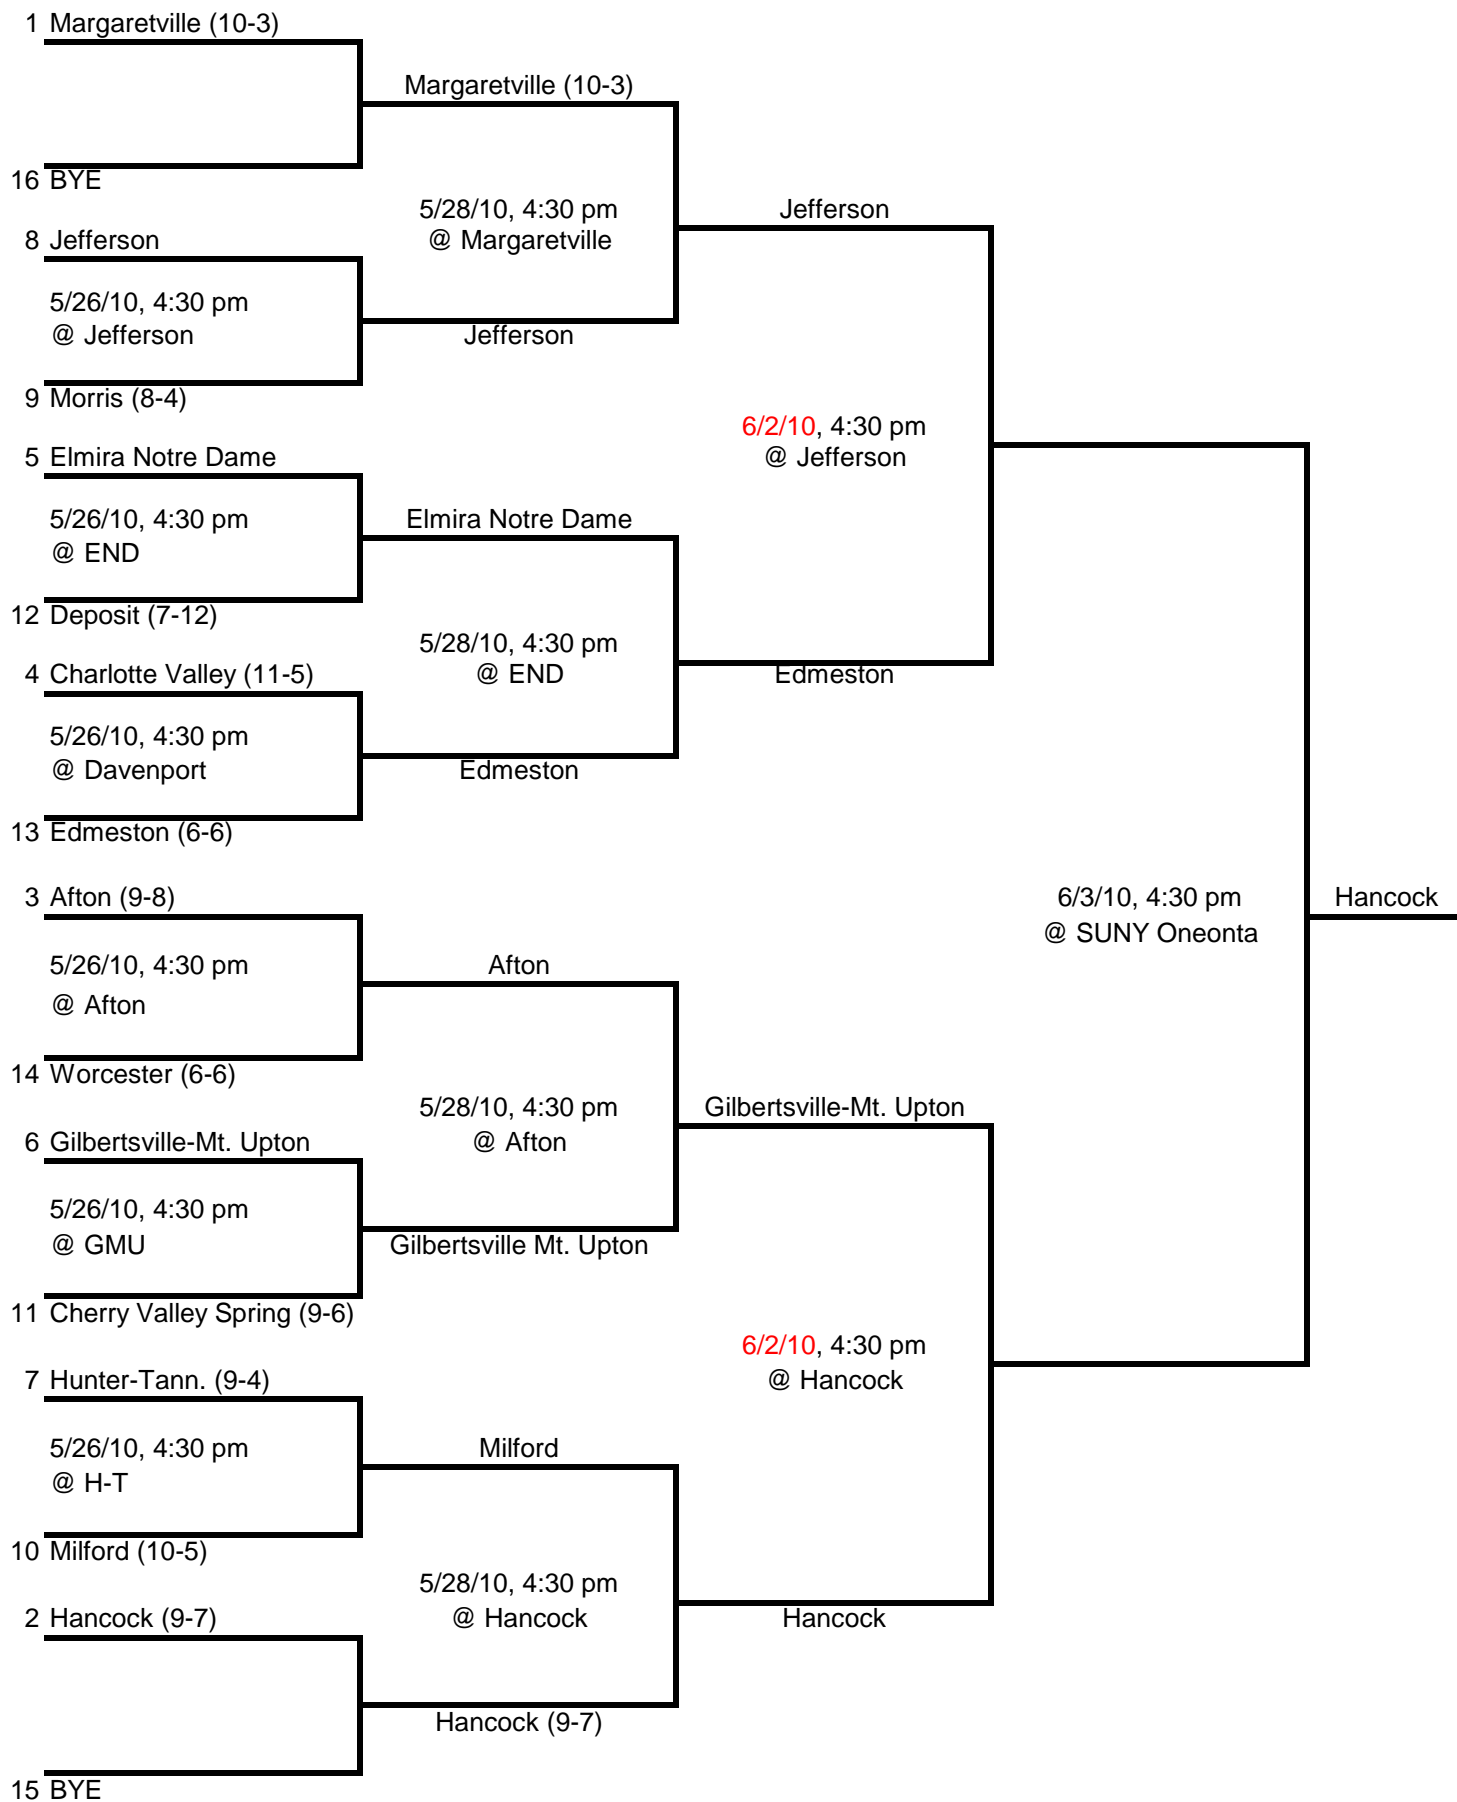 1 Margaretville (10-3)
Margaretville (10-3)
16 BYE
5/28/10, 4:30 pm
@ Margaretville
Jefferson
8 Jefferson
5/26/10, 4:30 pm
@ Jefferson
Jefferson
9 Morris (8-4)
6/2/10, 4:30 pm
@ Jefferson
5 Elmira Notre Dame
5/26/10, 4:30 pm
@ END
Elmira Notre Dame
12 Deposit (7-12)
5/28/10, 4:30 pm
@ END
Edmeston
4 Charlotte Valley (11-5)
5/26/10, 4:30 pm
@ Davenport
Edmeston
13 Edmeston (6-6)
3 Afton (9-8)
6/3/10, 4:30 pm
@ SUNY Oneonta
Hancock
5/26/10, 4:30 pm
@ Afton
Afton
14 Worcester (6-6)
5/28/10, 4:30 pm
@ Afton
Gilbertsville-Mt. Upton
6 Gilbertsville-Mt. Upton
5/26/10, 4:30 pm
@ GMU
Gilbertsville Mt. Upton
11 Cherry Valley Spring (9-6)
6/2/10, 4:30 pm
@ Hancock
7 Hunter-Tann. (9-4)
5/26/10, 4:30 pm
@ H-T
Milford
10 Milford (10-5)
5/28/10, 4:30 pm
@ Hancock
Hancock
2 Hancock (9-7)
Hancock (9-7)
15 BYE